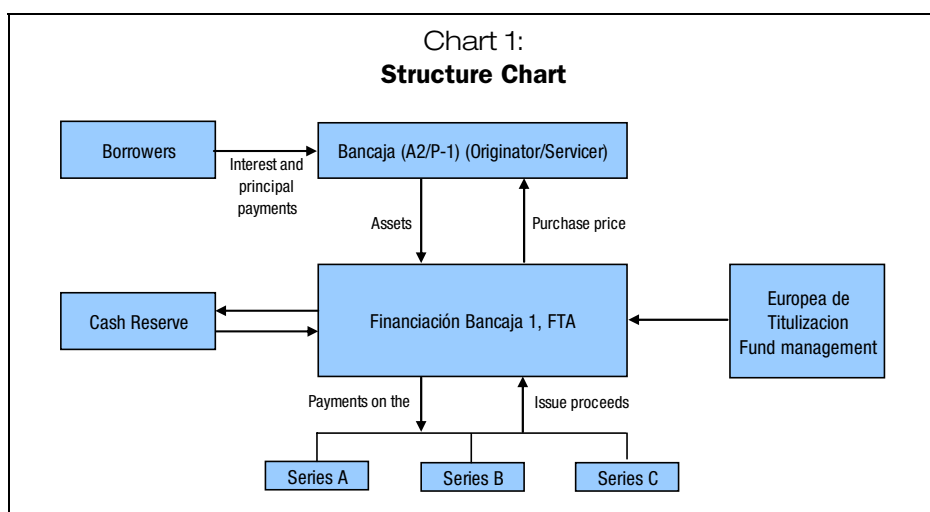 Chart 1:
Structure Chart
Borrowers
Interest and
principal
payments
Bancaja (A2/P-1) (Originator/Servicer)
Assets
Purchase price
Cash Reserve
Financiación Bancaja 1, FTA
Europea de
Titulizacion
Fund management
Payments on the
Issue proceeds
Series A
Series B
Series C